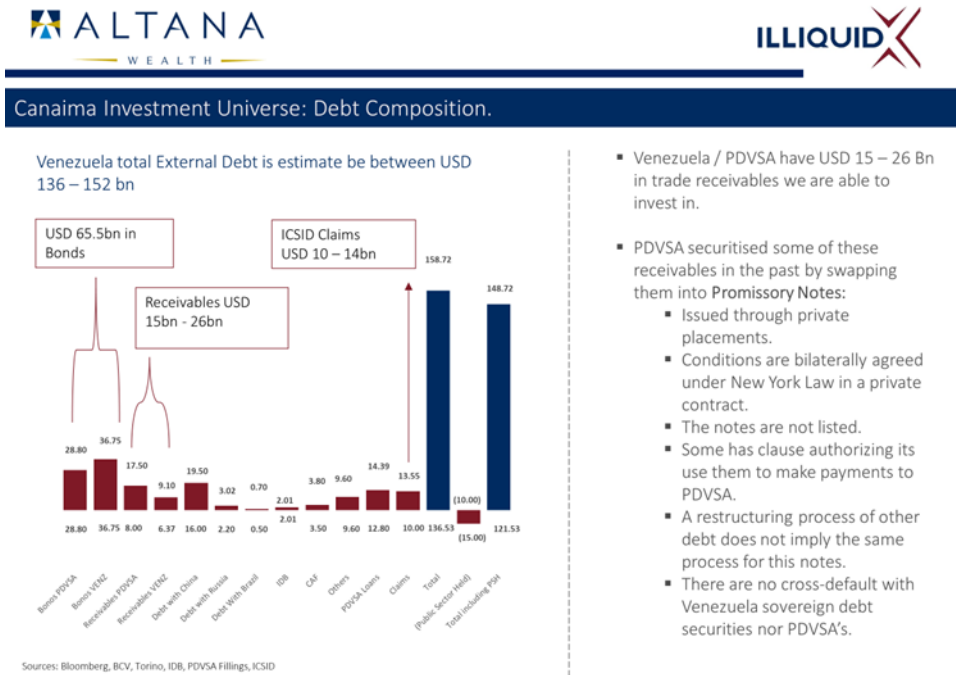 ALTANA
WEALTH
ILLIQUIDX
Canaima Investment Universe: Debt Composition.
Venezuela total External Debt is estimate be between USD
136 – 152 bn
USD 65.5bn in
Bonds
Receivables USD
15bn - 26bn
ICSID Claims
USD 10 – 14bn
28.80
36.75
17.50
9.10
19.50
3.02
0.70
2.01
3.80
9.60
14.39
13.55
158.72
(10.00)
148.72
28.80
36.75
8.00
6.37
16.00
2.20
0.50
2.01
3.50
9.60
12.80
10.00
136.53
(15.00)
121.53
Bonos PDVSA
Bonos VENZ
Receivables PDVSA
Receivables VENZ
Debt with China
Debt with Russia
Debt With Brazil
IDB
CAF
Others
PDVSA Loans
Claims
Total
(Public Sector Held)
Total including PSH
Sources: Bloomberg, BCV, Torino, IDB, PDVSA Fillings, ICSID
▪ Venezuela / PDVSA have USD 15 – 26 Bn
in trade receivables we are able to
invest in.
▪ PDVSA securitised some of these
receivables in the past by swapping
them into Promissory Notes:
▪ Issued through private
placements.
▪ Conditions are bilaterally agreed
under New York Law in a private
contract.
▪ The notes are not listed.
▪ Some has clause authorizing its
use them to make payments to
PDVSA.
▪ A restructuring process of other
debt does not imply the same
process for this notes.
▪ There are no cross-default with
Venezuela sovereign debt
securities nor PDVSA's.